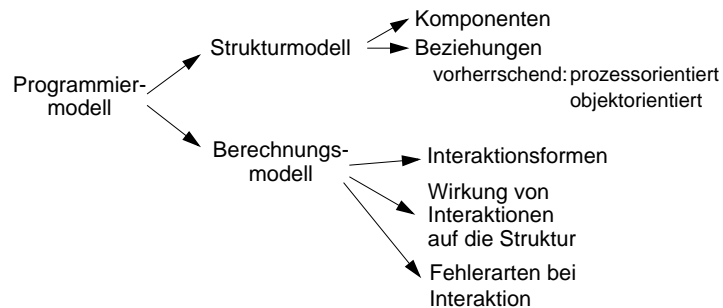 Programmier-
modell
Strukturmodell
Komponenten
Beziehungen
vorherrschend: prozessorientiert
objektorientiert
Berechnungs-
modell
Interaktionsformen
Wirkung von
Interaktionen
auf die Struktur
Fehlerarten bei
Interaktion